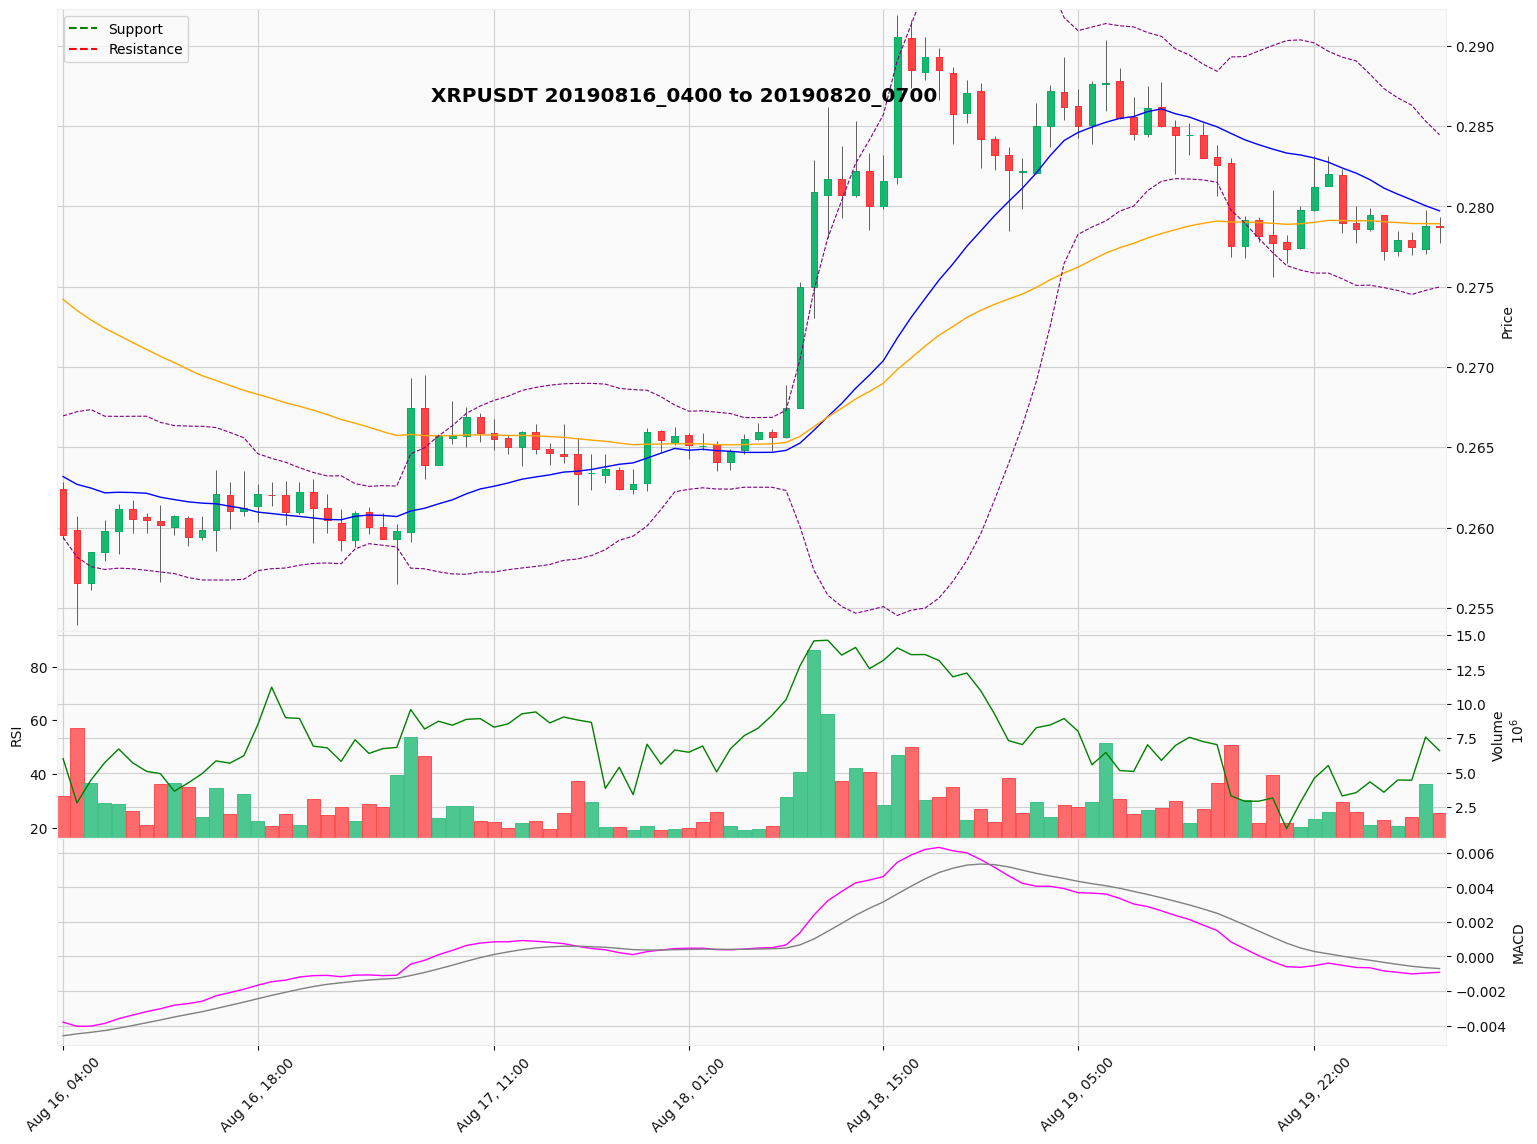 Support
Resistance
XRPUSDT 20190816_0400 to 20190820_0700
0.290
0.285
0.280
0.275
0.270
0.265
0.260
0.255
Price
80
60
40
20
RSI
15.0
12.5
10.0
7.5
5.0
2.5
Volume
10^6
0.006
0.004
0.002
0.000
−0.002
−0.004
MACD
Aug 16, 04:00
Aug 16, 18:00
Aug 17, 11:00
Aug 18, 01:00
Aug 18, 15:00
Aug 19, 05:00
Aug 19, 22:00